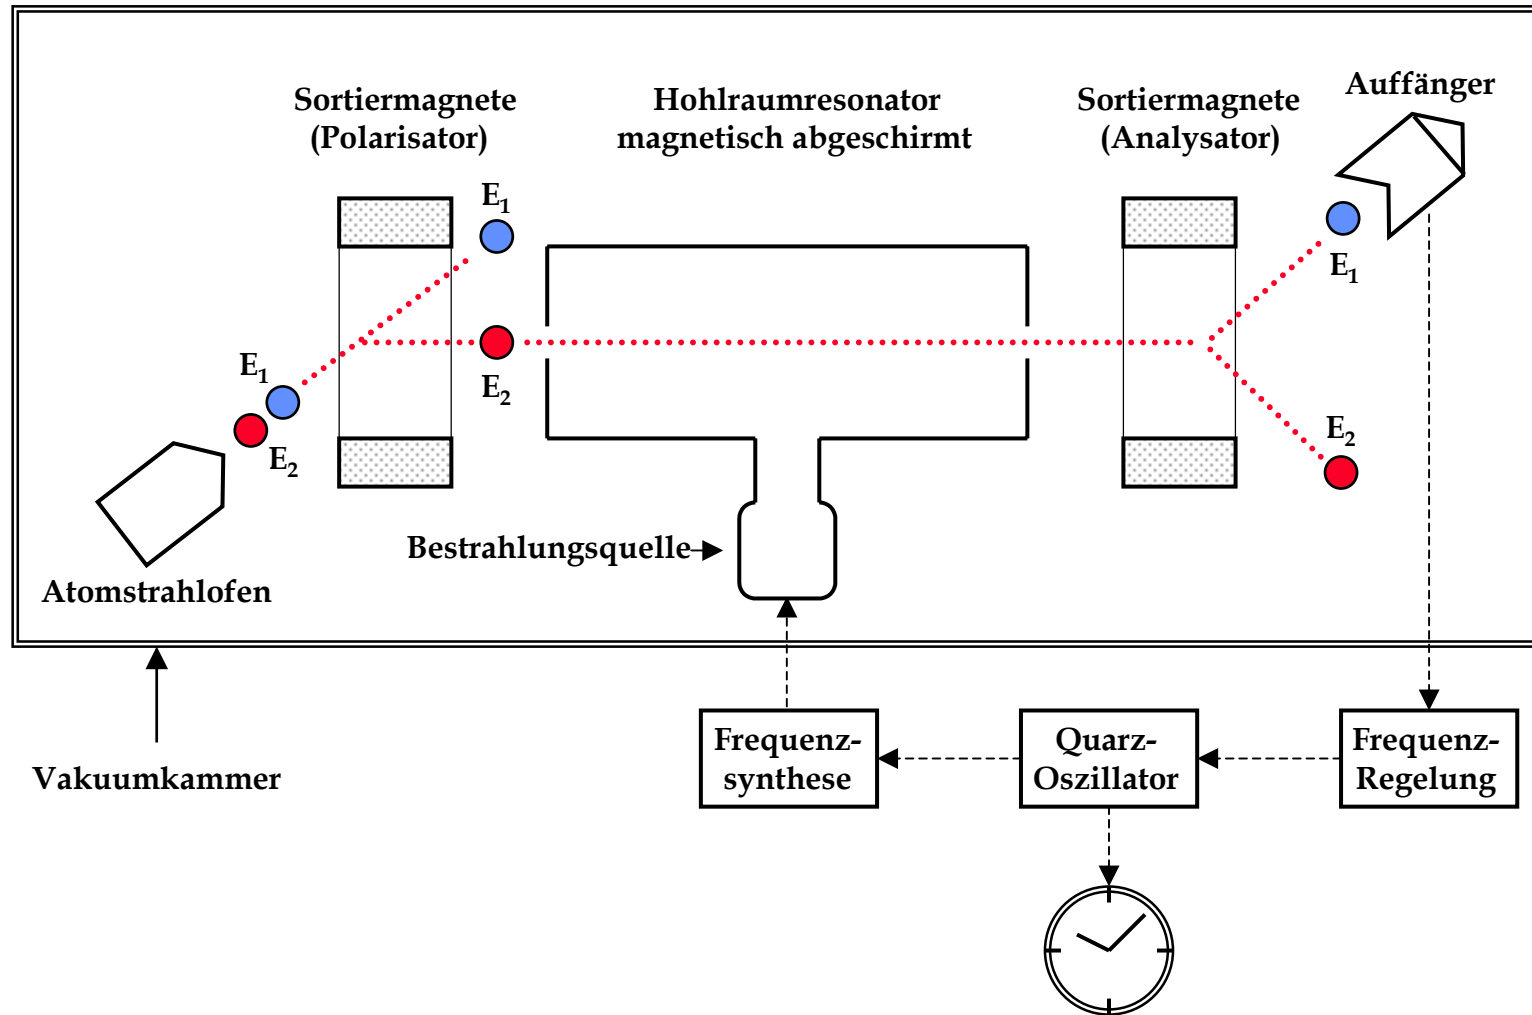 Sortiermagnete
(Polarisator)
Hohlraumresonator
magnetisch abgeschirmt
Sortiermagnete
(Analysator)
Auffänger
E₁
E₁
E₁
E₂
E₂
E₂
Bestrahlungsquelle
Atomstrahlofen
Vakuumkammer
Frequenz-
synthese
Quarz-
Oszillator
Frequenz-
Regelung